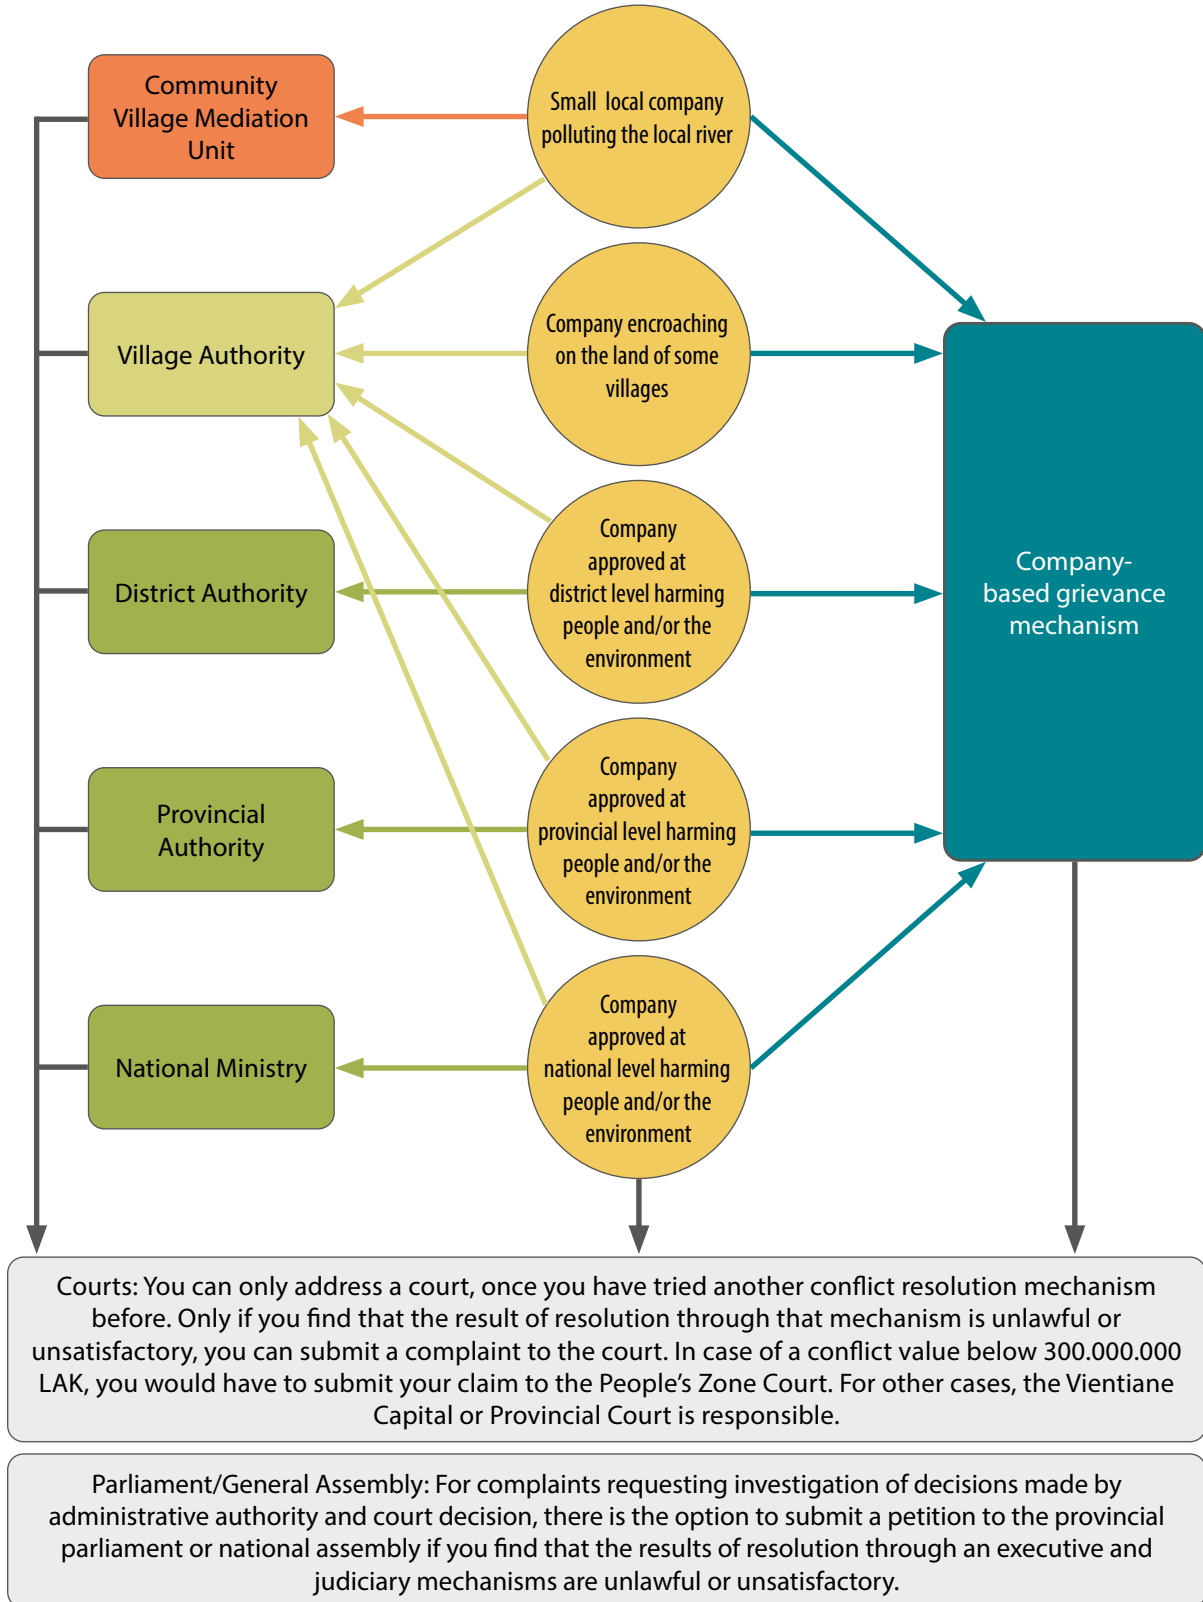 Community
Village Mediation
Unit
Small local company
polluting the local river
Village Authority
Company encroaching
on the land of some
villages
District Authority
Company
approved at
district level harming
people and/or the
environment
Company-
based grievance
mechanism
Provincial
Authority
Company
approved at
provincial level harming
people and/or the
environment
National Ministry
Company
approved at
national level harming
people and/or the
environment
Courts: You can only address a court, once you have tried another conflict resolution mechanism
before. Only if you find that the result of resolution through that mechanism is unlawful or
unsatisfactory, you can submit a complaint to the court. In case of a conflict value below 300.000.000
LAK, you would have to submit your claim to the People’s Zone Court. For other cases, the Vientiane
Capital or Provincial Court is responsible.
Parliament/General Assembly: For complaints requesting investigation of decisions made by
administrative authority and court decision, there is the option to submit a petition to the provincial
parliament or national assembly if you find that the results of resolution through an executive and
judiciary mechanisms are unlawful or unsatisfactory.